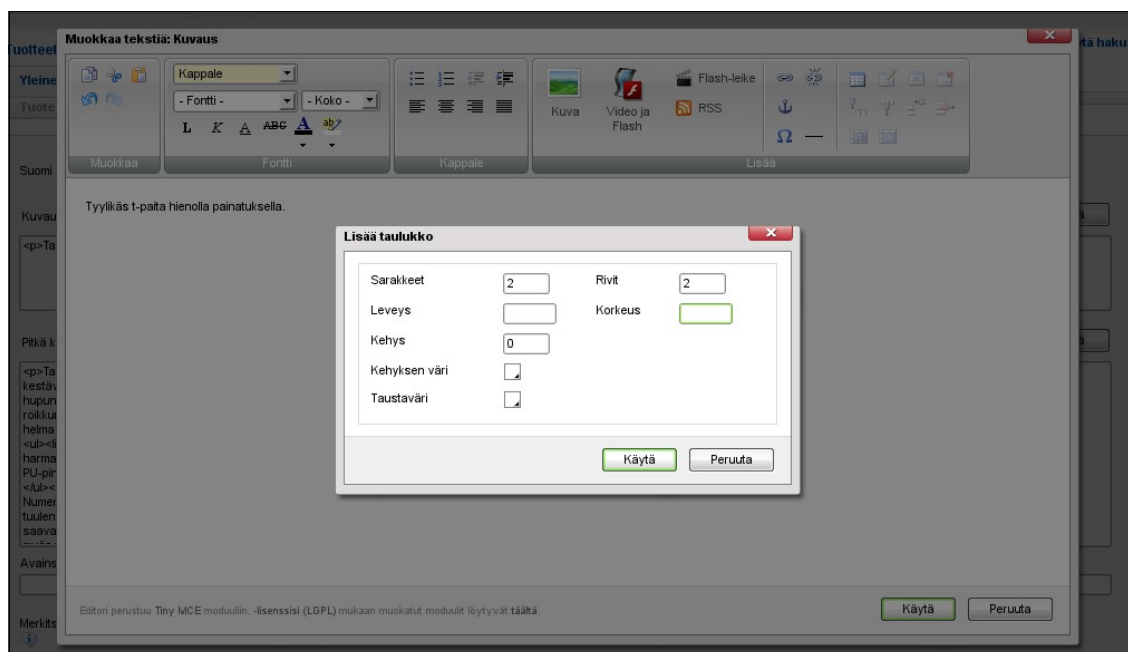 Muokkaa tekstiä: Kuvaus
Tuotteet
Yleine
Tuote
Kappale
- Fontti -
- Koko -
L K A ABC A ab
Kuva
Video ja
Flash
Flash-leike
RSS
Ω
Muokkaa
Fontti
Kappale
Lisää
Suomi
Tyylikäs t-paita hienolla painatuksella.
Kuvau
<p>Ta
Lisää taulukko
Sarakkeet 2 Rivit 2
Leveys Korkeus
Kehys 0
Kehyksen väri
Taustaväri
Käytä Peruuta
Pitkä k
<p>Ta
kestäv
hupun
roikkur
helma
<ul><li
harma
PU-pin
</ul><
Numer
tuulen
saava
Avains
Editori perustuu Tiny MCE moduuliin. -lisenssisi (LGPL) mukaan muokatut moduulit löytyvät täältä.
Käytä Peruuta
Merkits